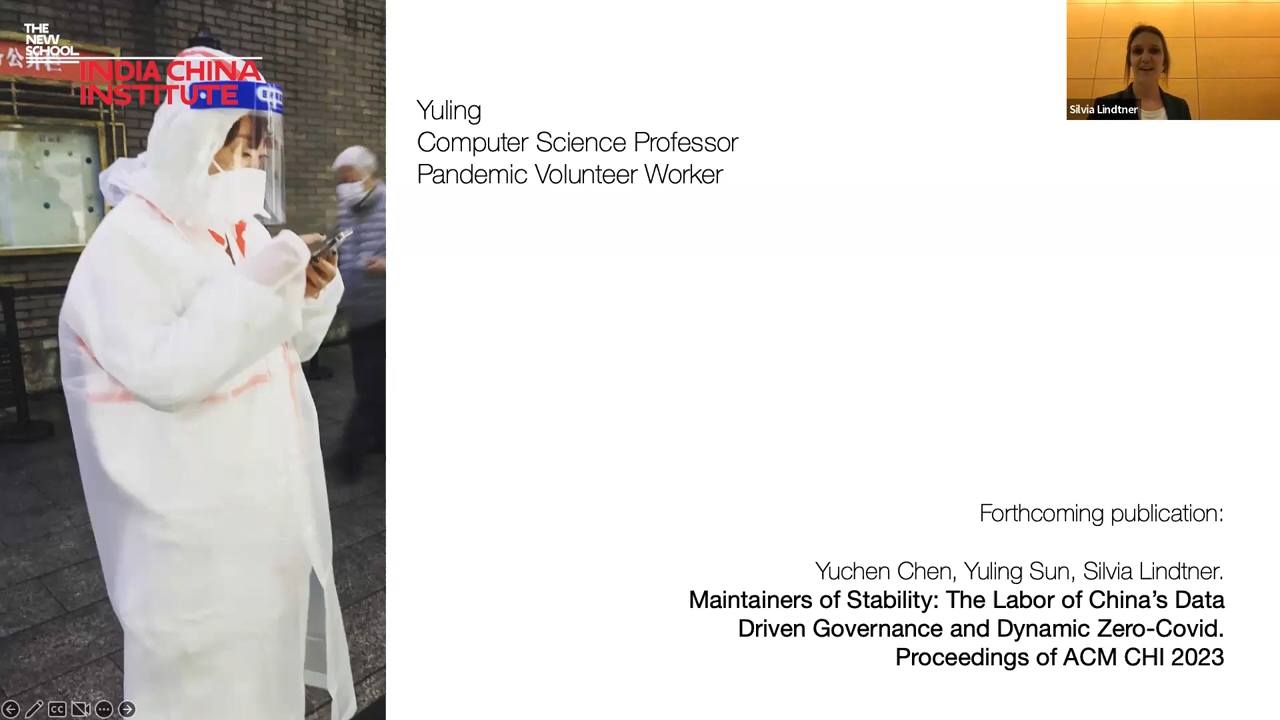 THE
NEW
SCHOOL
INDIA CHINA
INSTITUTE
Silvia Lindtner
Yuling
Computer Science Professor
Pandemic Volunteer Worker
Forthcoming publication:
Yuchen Chen, Yuling Sun, Silvia Lindtner.
Maintainers of Stability: The Labor of China’s Data
Driven Governance and Dynamic Zero-Covid.
Proceedings of ACM CHI 2023
CC